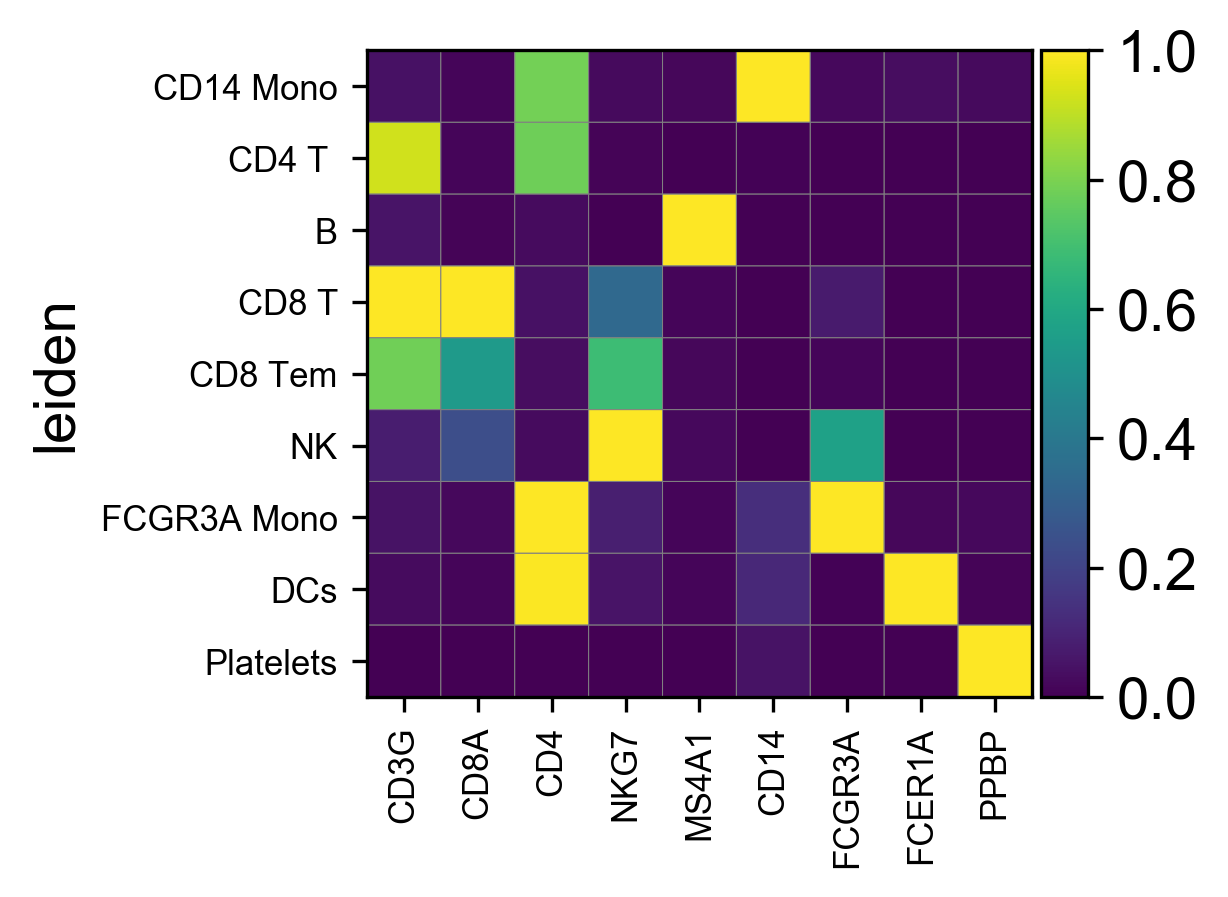 leiden
CD14 Mono
CD4 T
B
CD8 T
CD8 Tem
NK
FCGR3A Mono
DCs
Platelets
CD3G
CD8A
CD4
NKG7
MS4A1
CD14
FCGR3A
FCER1A
PPBP
1.0
0.8
0.6
0.4
0.2
0.0